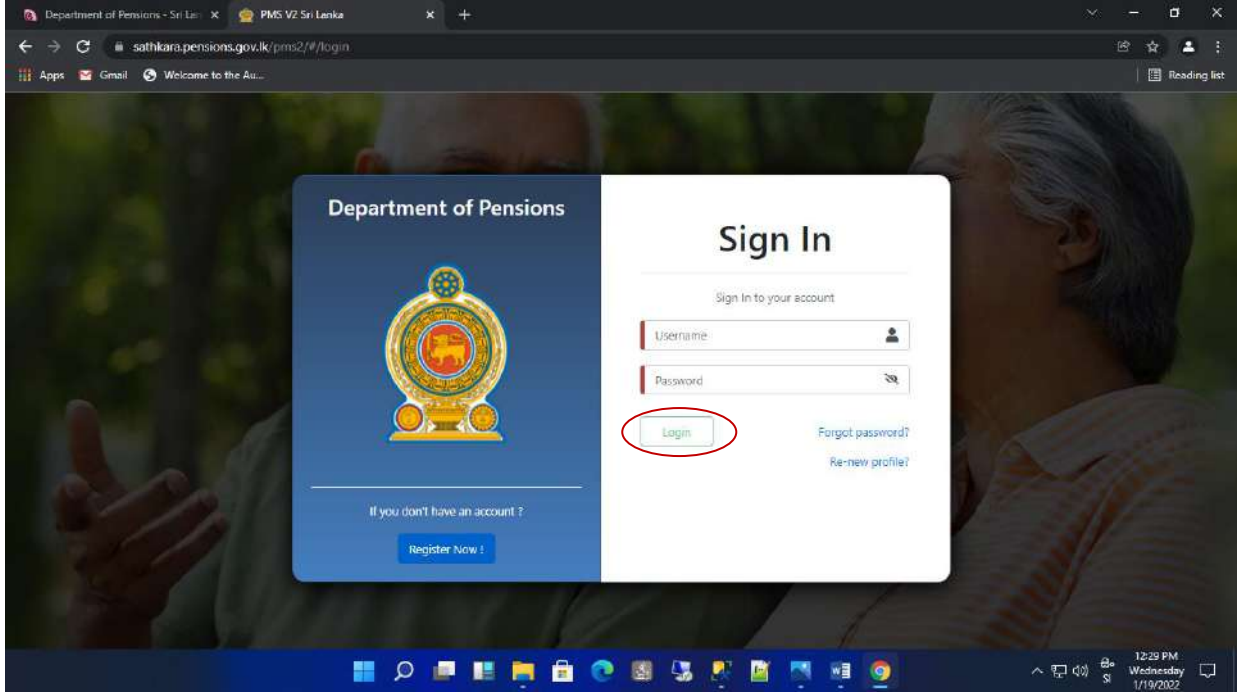 Department of Pensions - Sri Lan
PMS V2 Sri Lanka
sathkara.pensions.gov.lk/pms2/#/login
Apps
Gmail
Welcome to the Au...
Reading list
Department of Pensions
If you don't have an account ?
Register Now !
Sign In
Sign In to your account
Username
Password
Login
Forgot password?
Re-new profile?
SI
12:29 PM
Wednesday
1/19/2022